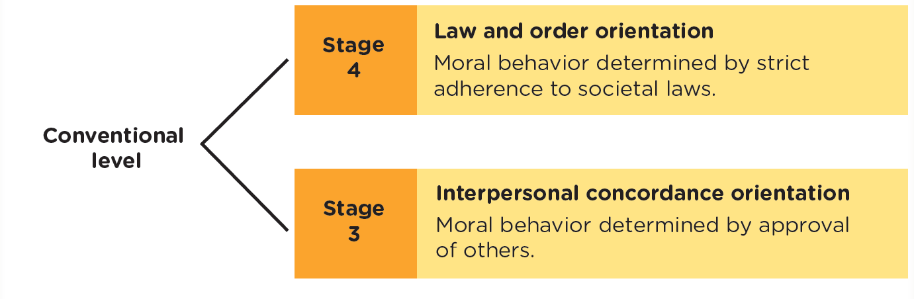 Stage
4
Law and order orientation
Moral behavior determined by strict
adherence to societal laws.
Conventional
level
Stage
3
Interpersonal concordance orientation
Moral behavior determined by approval
of others.